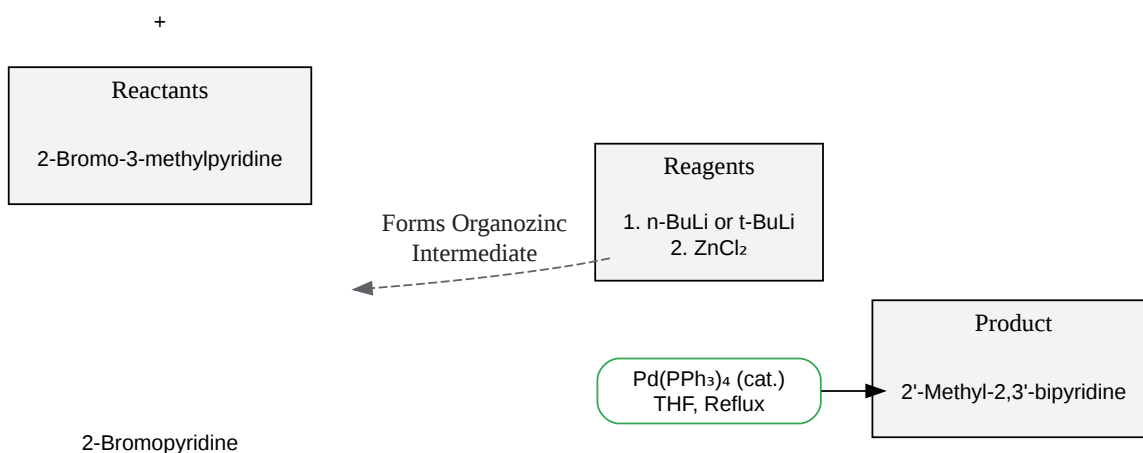 +
Reactants
2-Bromo-3-methylpyridine
Reagents
Forms Organozinc
Intermediate
1. n-BuLi or t-BuLi
2. ZnCl₂
Product
Pd(PPh₃)₄ (cat.)
THF, Reflux
2'-Methyl-2,3'-bipyridine
2-Bromopyridine